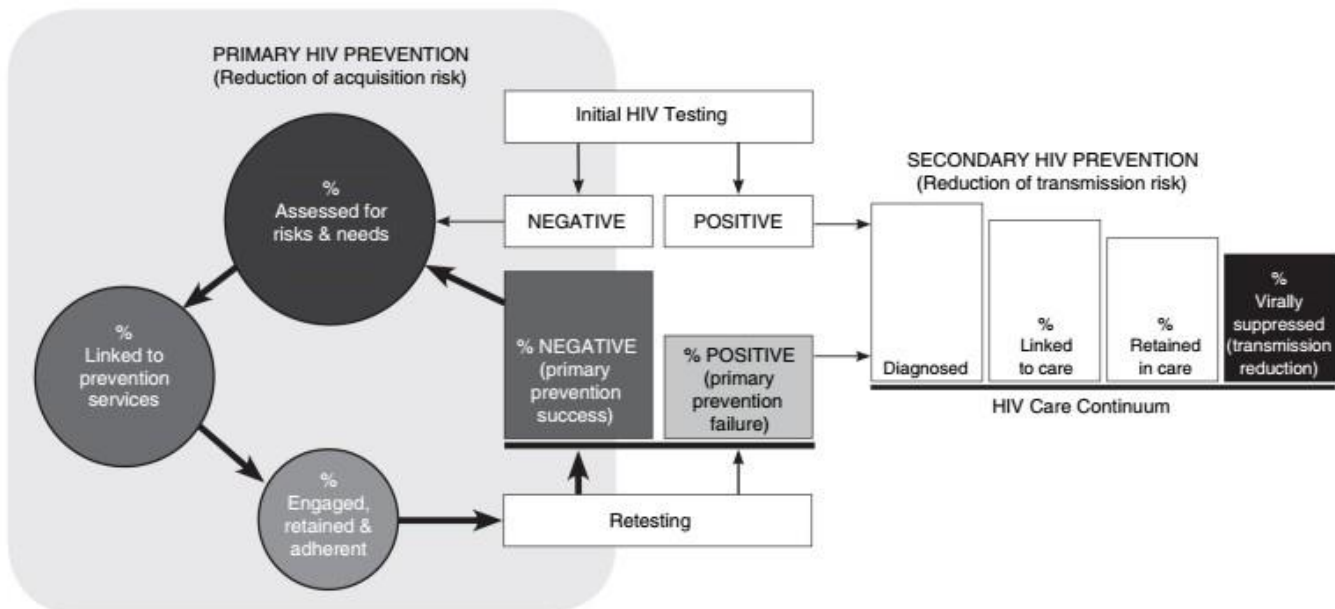 PRIMARY HIV PREVENTION
(Reduction of acquisition risk)
Initial HIV Testing
NEGATIVE
POSITIVE
%
Assessed for
risks & needs
%
Linked to
prevention
services
%
Engaged,
retained &
adherent
Retesting
% NEGATIVE
(primary
prevention
success)
% POSITIVE
(primary
prevention
failure)
SECONDARY HIV PREVENTION
(Reduction of transmission risk)
Diagnosed
%
Linked
to care
%
Retained
in care
%
Virally
suppressed
(transmission
reduction)
HIV Care Continuum